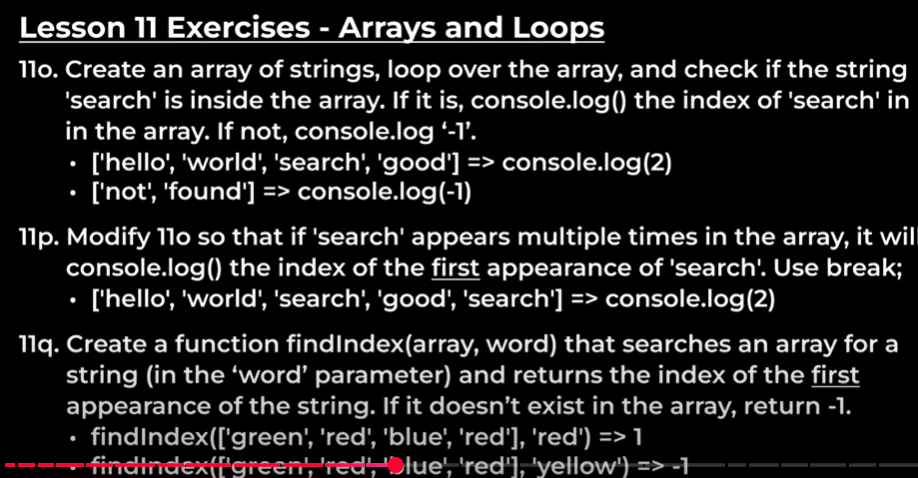 Lesson 11 Exercises - Arrays and Loops
11o. Create an array of strings, loop over the array, and check if the string
'search' is inside the array. If it is, console.log() the index of 'search' in
in the array. If not, console.log ‘-1’.
• ['hello', 'world', 'search', 'good'] => console.log(2)
• ['not', 'found'] => console.log(-1)
11p. Modify 11o so that if 'search' appears multiple times in the array, it will
console.log() the index of the first appearance of 'search'. Use break;
• ['hello', 'world', 'search', 'good', 'search'] => console.log(2)
11q. Create a function findIndex(array, word) that searches an array for a
string (in the ‘word’ parameter) and returns the index of the first
appearance of the string. If it doesn’t exist in the array, return -1.
• findIndex(['green', 'red', 'blue', 'red'], 'red') => 1
• findIndex(['green', 'red', 'blue', 'red'], 'yellow') => -1